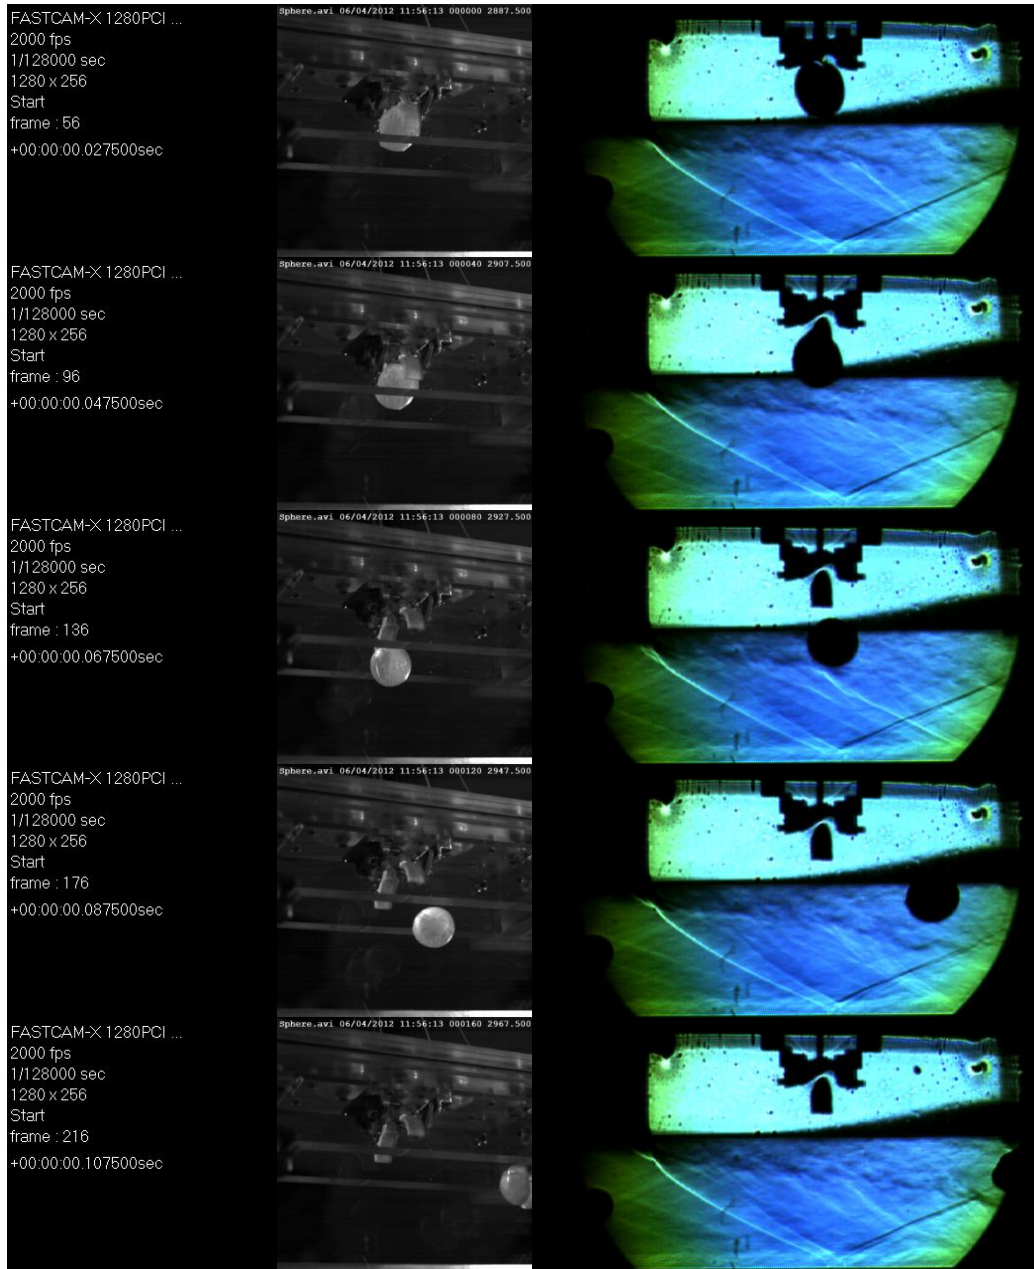 FASTCAM-X 1280PCI ...
2000 fps
1/128000 sec
1280 x 256
Start
frame : 56
+00:00:00.027500sec
Sphere.avi 06/04/2012 11:56:13 000000 2887.500
FASTCAM-X 1280PCI ...
2000 fps
1/128000 sec
1280 x 256
Start
frame : 96
+00:00:00.047500sec
Sphere.avi 06/04/2012 11:56:13 000040 2907.500
FASTCAM-X 1280PCI ...
2000 fps
1/128000 sec
1280 x 256
Start
frame : 136
+00:00:00.067500sec
Sphere.avi 06/04/2012 11:56:13 000080 2927.500
FASTCAM-X 1280PCI ...
2000 fps
1/128000 sec
1280 x 256
Start
frame : 176
+00:00:00.087500sec
Sphere.avi 06/04/2012 11:56:13 000120 2947.500
FASTCAM-X 1280PCI ...
2000 fps
1/128000 sec
1280 x 256
Start
frame : 216
+00:00:00.107500sec
Sphere.avi 06/04/2012 11:56:13 000160 2967.500